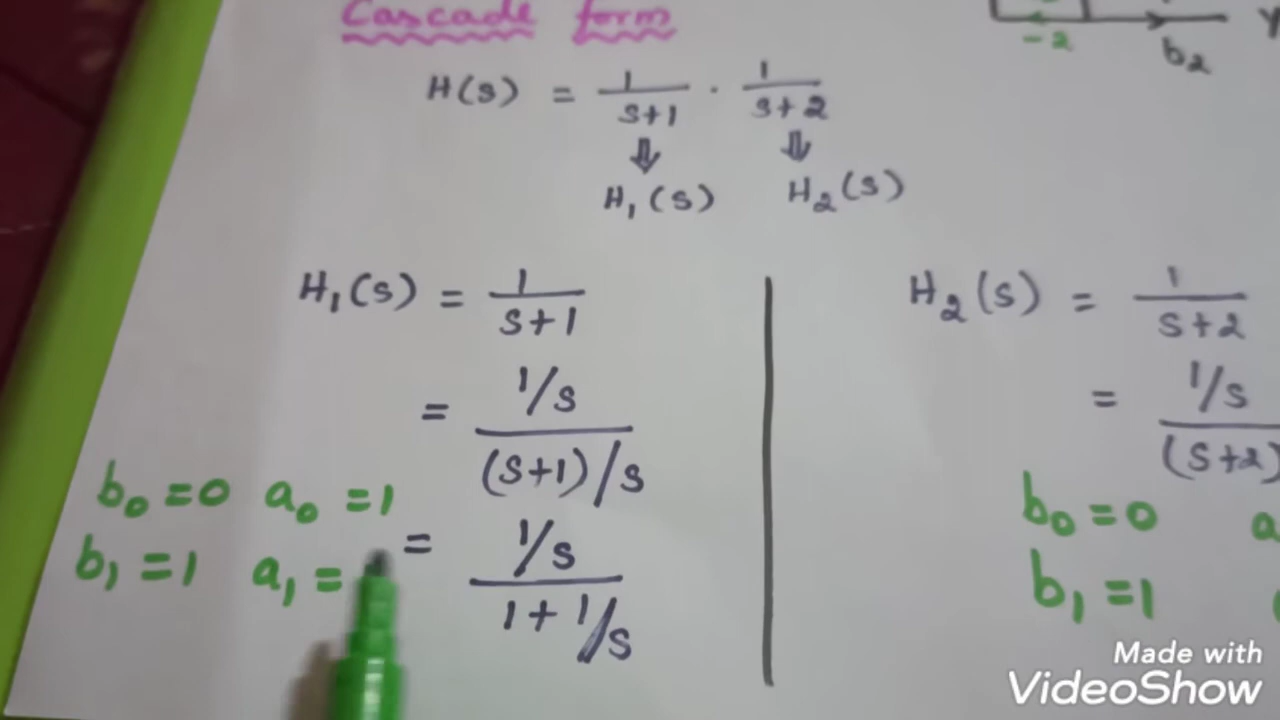 Cascade form
-2
b2
Y
H(s) = 1/s+1 . 1/s+2
H1(s) H2(s)
H1(s) = 1/s+1
= 1/s/(s+1)/s
= 1/s/1+1/s
b0=0 a0=1
b1=1 a1=
H2(s) = 1/s+2
= 1/s/(s+2)
b0=0 a
b1=1
Made with
VideoShow